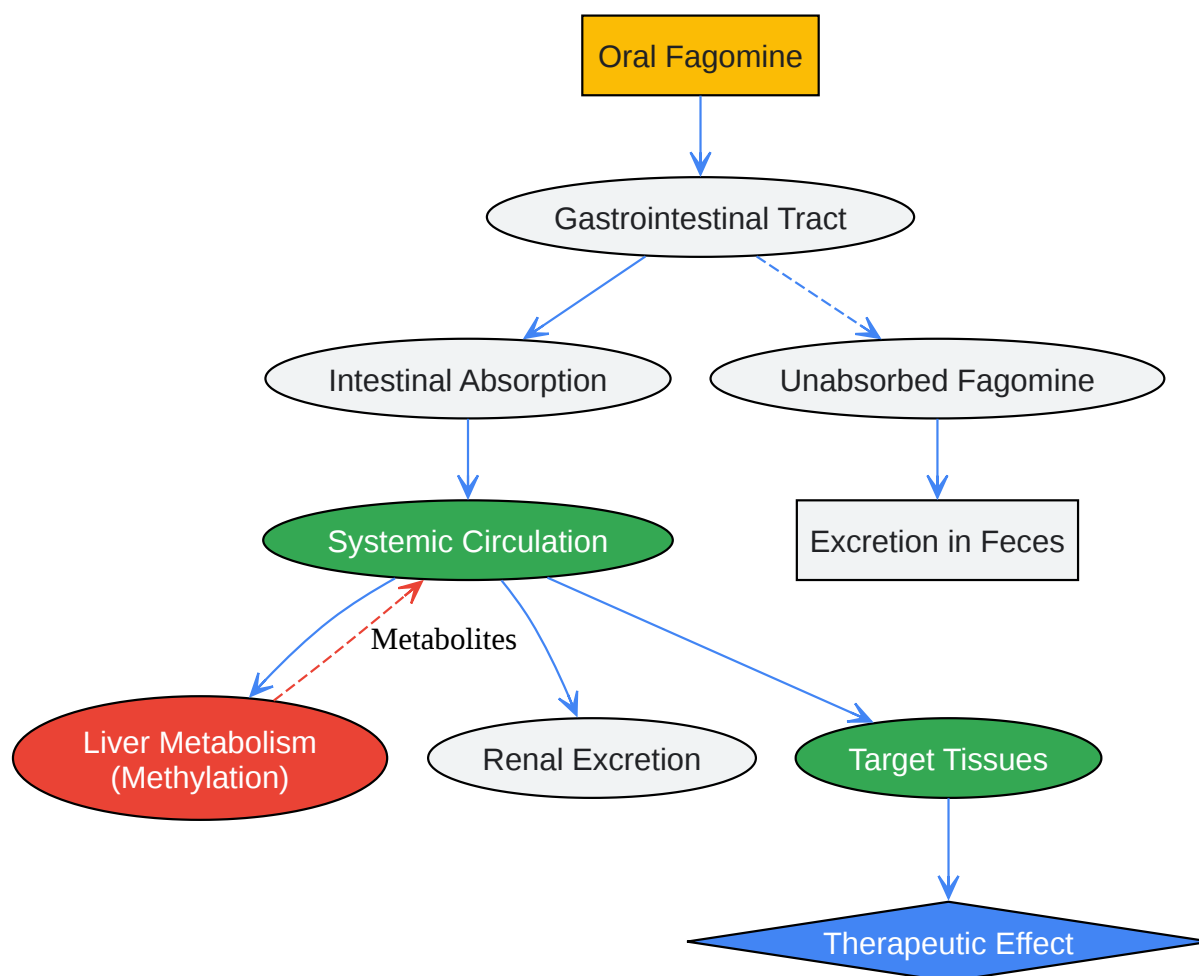 Oral Fagomine
Gastrointestinal Tract
Intestinal Absorption
Unabsorbed Fagomine
Systemic Circulation
Excretion in Feces
Metabolites
Liver Metabolism
(Methylation)
Renal Excretion
Target Tissues
Therapeutic Effect